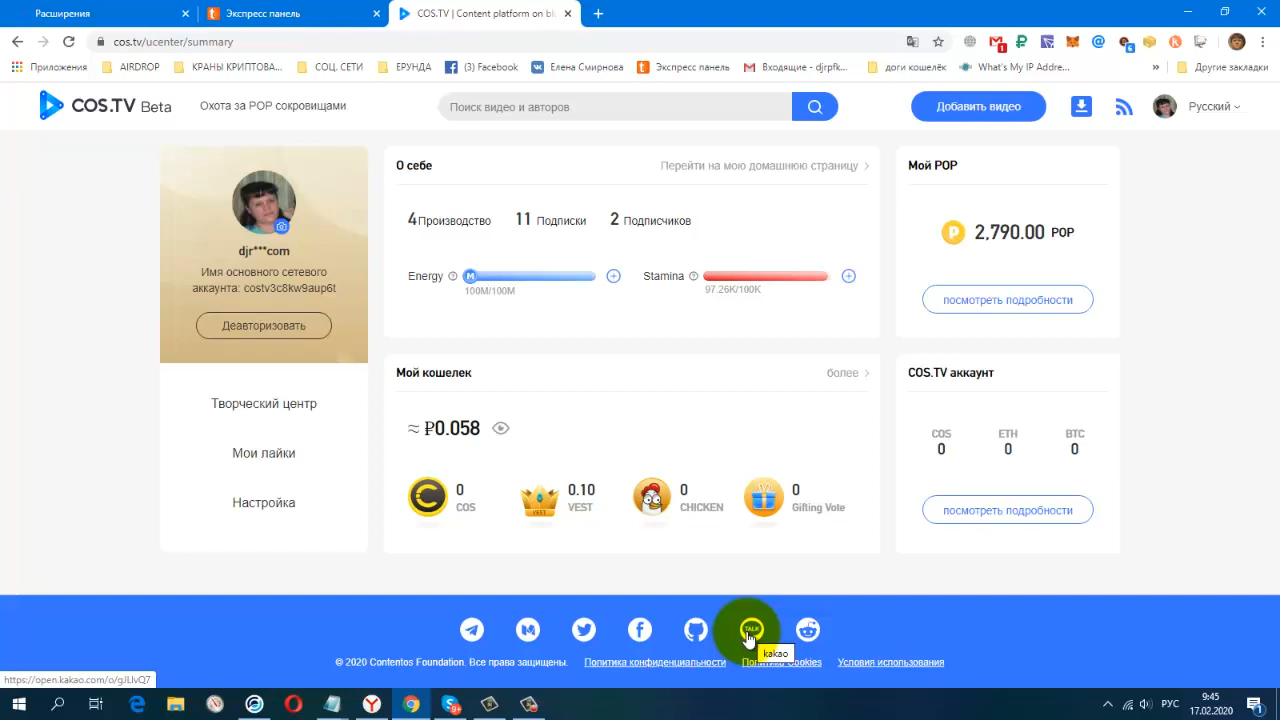 Расширения
Экспресс панель
COS.TV | Content platform on bl
cos.tv/ucenter/summary
Приложения
AIRDROP
КРАНЫ КРИПТОВА...
СОЦ. СЕТИ
ЕРУНДА
(3) Facebook
Елена Смирнова
Экспресс панель
Входящие - djrpfk...
доги кошелёк
What's My IP Addre...
»
Другие закладки
COS.TV Beta
Охота за POP сокровищами
Поиск видео и авторов
Добавить видео
Русский
djr***com
Имя основного сетевого
аккаунта: costv3c8kw9aup6t
Деавторизовать
Творческий центр
Мои лайки
Настройка
О себе
Перейти на мою домашнюю страницу
4 Производство
11 Подписки
2 Подписчиков
Energy
M
100M/100M
Stamina
97.26K/100K
Мой POP
P
2,790.00 POP
посмотреть подробности
Мой кошелек
более
≈ ₽0.058
0
COS
VEST
0.10
VEST
0
CHICKEN
0
Gifting Vote
COS.TV аккаунт
COS
ETH
BTC
0
0
0
посмотреть подробности
TALK
kakao
© 2020 Contentos Foundation. Все права защищены.
Политика конфиденциальности
Политика Cookies
Условия использования
https://open.kakao.com/o/gJLIvQ7
РУС
9:45
17.02.2020